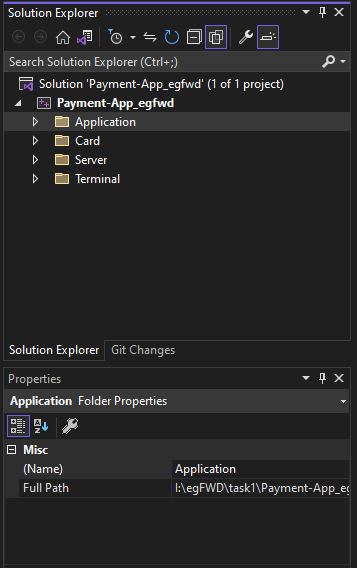 Solution Explorer
Search Solution Explorer (Ctrl+;)
Solution 'Payment-App_egfwd' (1 of 1 project)
Payment-App_egfwd
Application
Card
Server
Terminal
Solution Explorer Git Changes
Properties
Application Folder Properties
Misc
(Name) Application
Full Path I:\egFWD\task1\Payment-App_eg